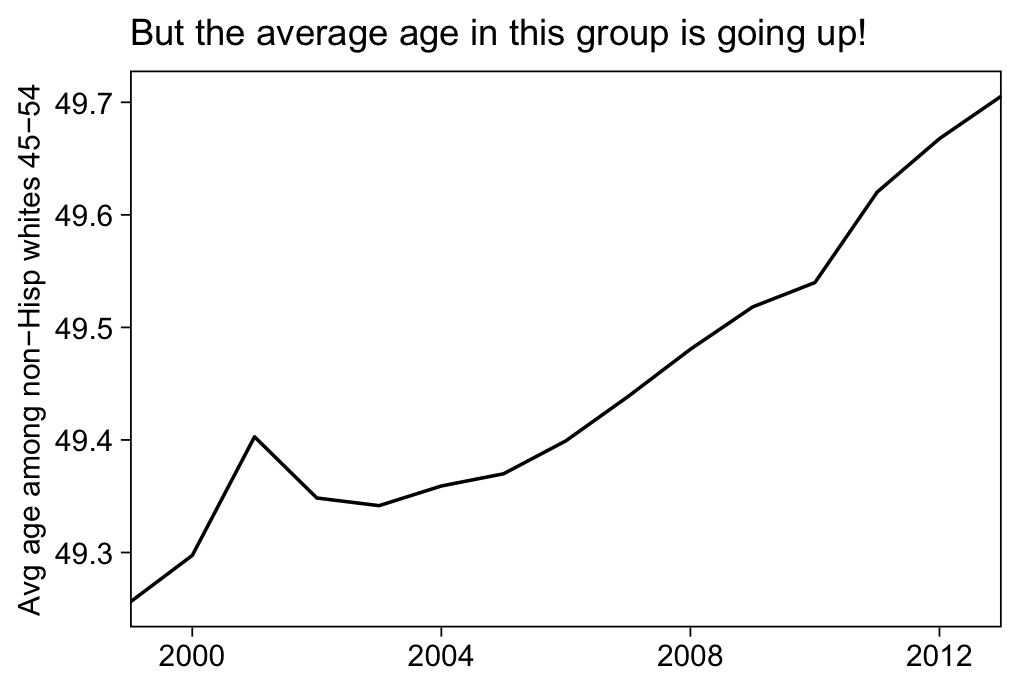 But the average age in this group is going up!
Avg age among non−Hisp whites 45−54
49.7
49.6
49.5
49.4
49.3
2000 2004 2008 2012